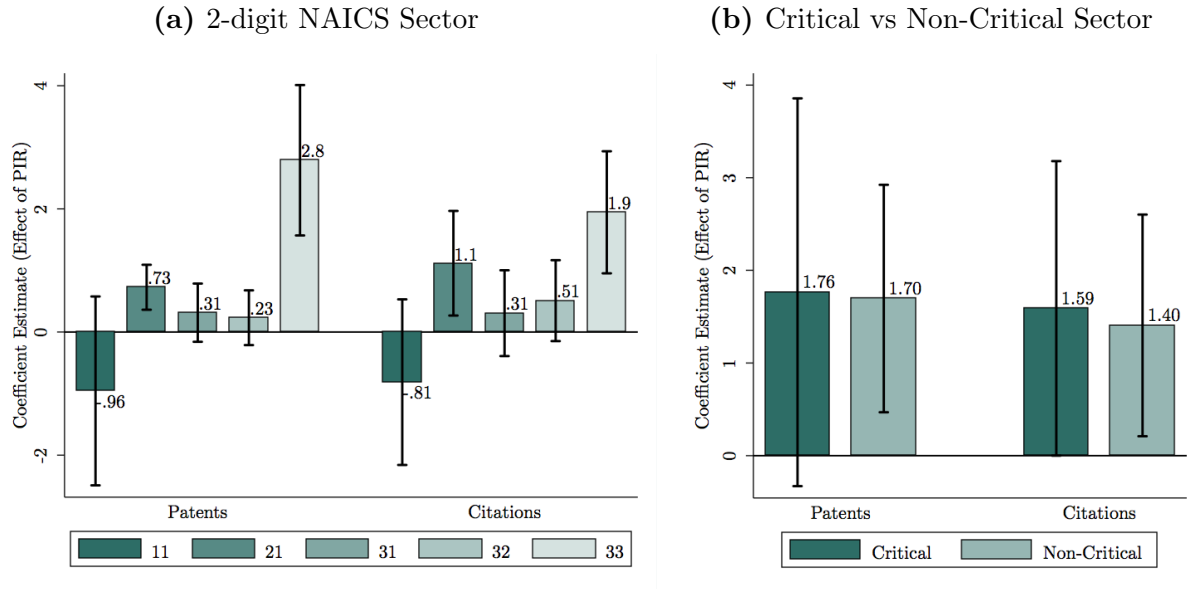 (a) 2-digit NAICS Sector
Coefficient Estimate (Effect of PIR)
4
2
0
-2
-.96
.73
.31
.23
2.8
-.81
1.1
.31
.51
1.9
Patents
Citations
11
21
31
32
33
(b) Critical vs Non-Critical Sector
Coefficient Estimate (Effect of PIR)
4
3
2
1
0
1.76
1.70
1.59
1.40
Patents
Citations
Critical
Non-Critical